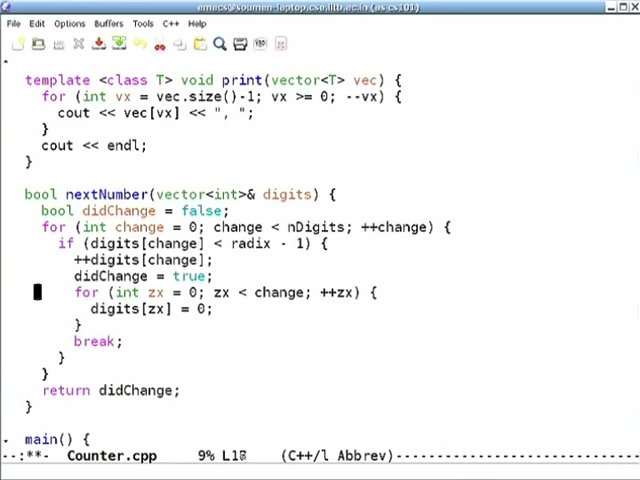 emacs@soumen-laptop.cse.iitb.ac.in (as cs101)
File Edit Options Buffers Tools C++ Help
template <class T> void print(vector<T> vec) {
for (int vx = vec.size()-1; vx >= 0; --vx) {
cout << vec[vx] << ", ";
}
cout << endl;
}
bool nextNumber(vector<int>& digits) {
bool didChange = false;
for (int change = 0; change < nDigits; ++change) {
if (digits[change] < radix - 1) {
++digits[change];
didChange = true;
for (int zx = 0; zx < change; ++zx) {
digits[zx] = 0;
}
break;
}
}
return didChange;
}
main() {
--:**- Counter.cpp 9% L18 (C++/l Abbrev)----------------------------------------